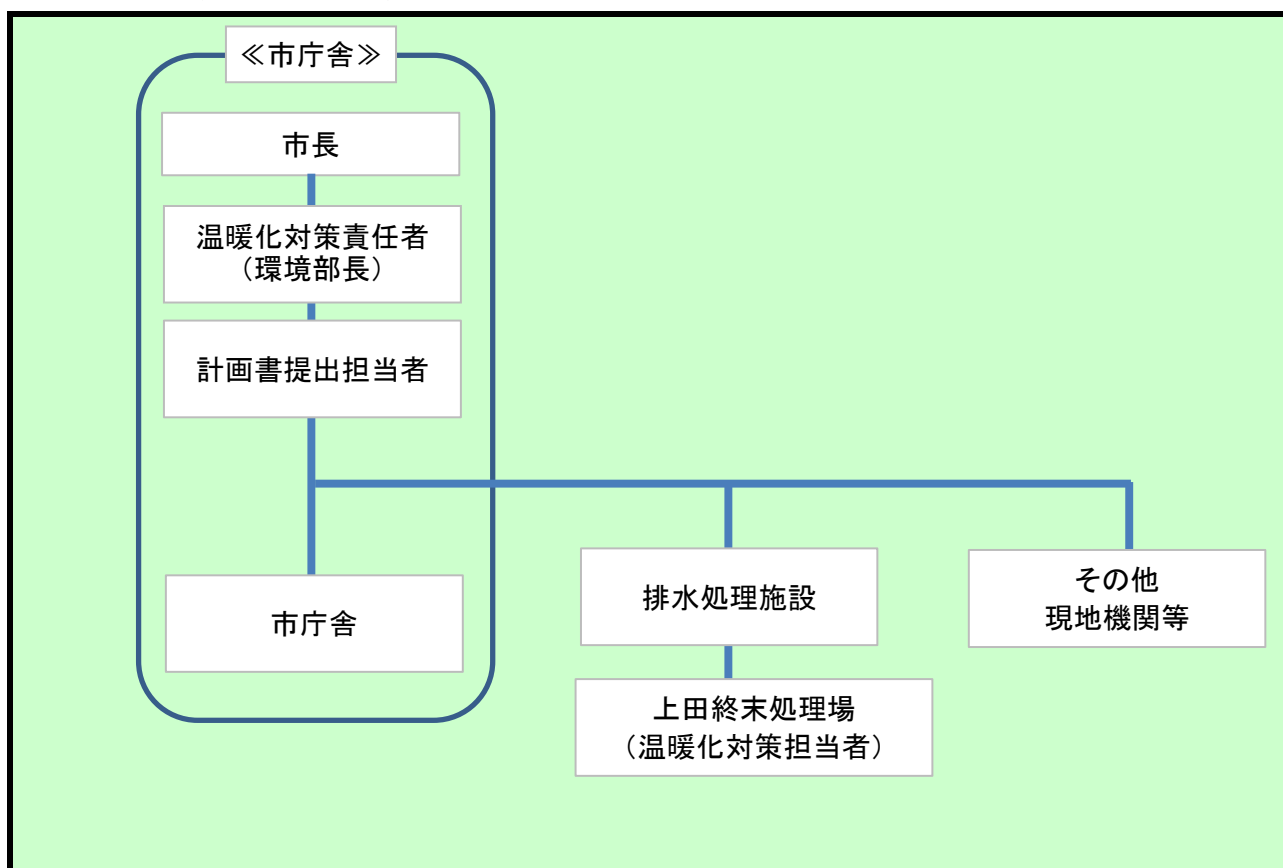 ≪市庁舎≫
市長
温暖化対策責任者
（環境部長）
計画書提出担当者
市庁舎
排水処理施設
その他
現地機関等
上田終末処理場
（温暖化対策担当者）